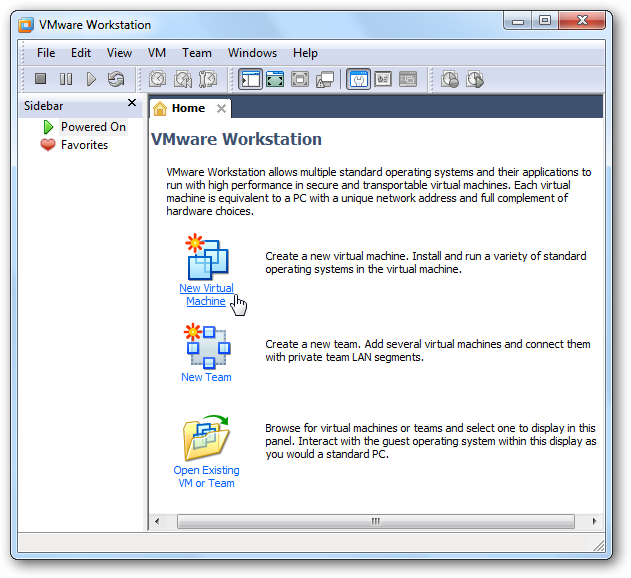 VMware Workstation
File Edit View VM Team Windows Help
Sidebar
Powered On
Favorites
Home
VMware Workstation
VMware Workstation allows multiple standard operating systems and their applications to
run with high performance in secure and transportable virtual machines. Each virtual
machine is equivalent to a PC with a unique network address and full complement of
hardware choices.
New Virtual
Machine
Create a new virtual machine. Install and run a variety of standard
operating systems in the virtual machine.
New Team
Create a new team. Add several virtual machines and connect them
with private team LAN segments.
Open Existing
VM or Team
Browse for virtual machines or teams and select one to display in this
panel. Interact with the guest operating system within this display as
you would a standard PC.